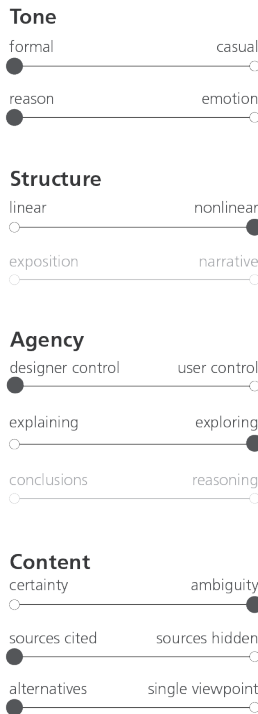 Tone
formal casual
reason emotion
Structure
linear nonlinear
exposition narrative
Agency
designer control user control
explaining exploring
conclusions reasoning
Content
certainty ambiguity
sources cited sources hidden
alternatives single viewpoint